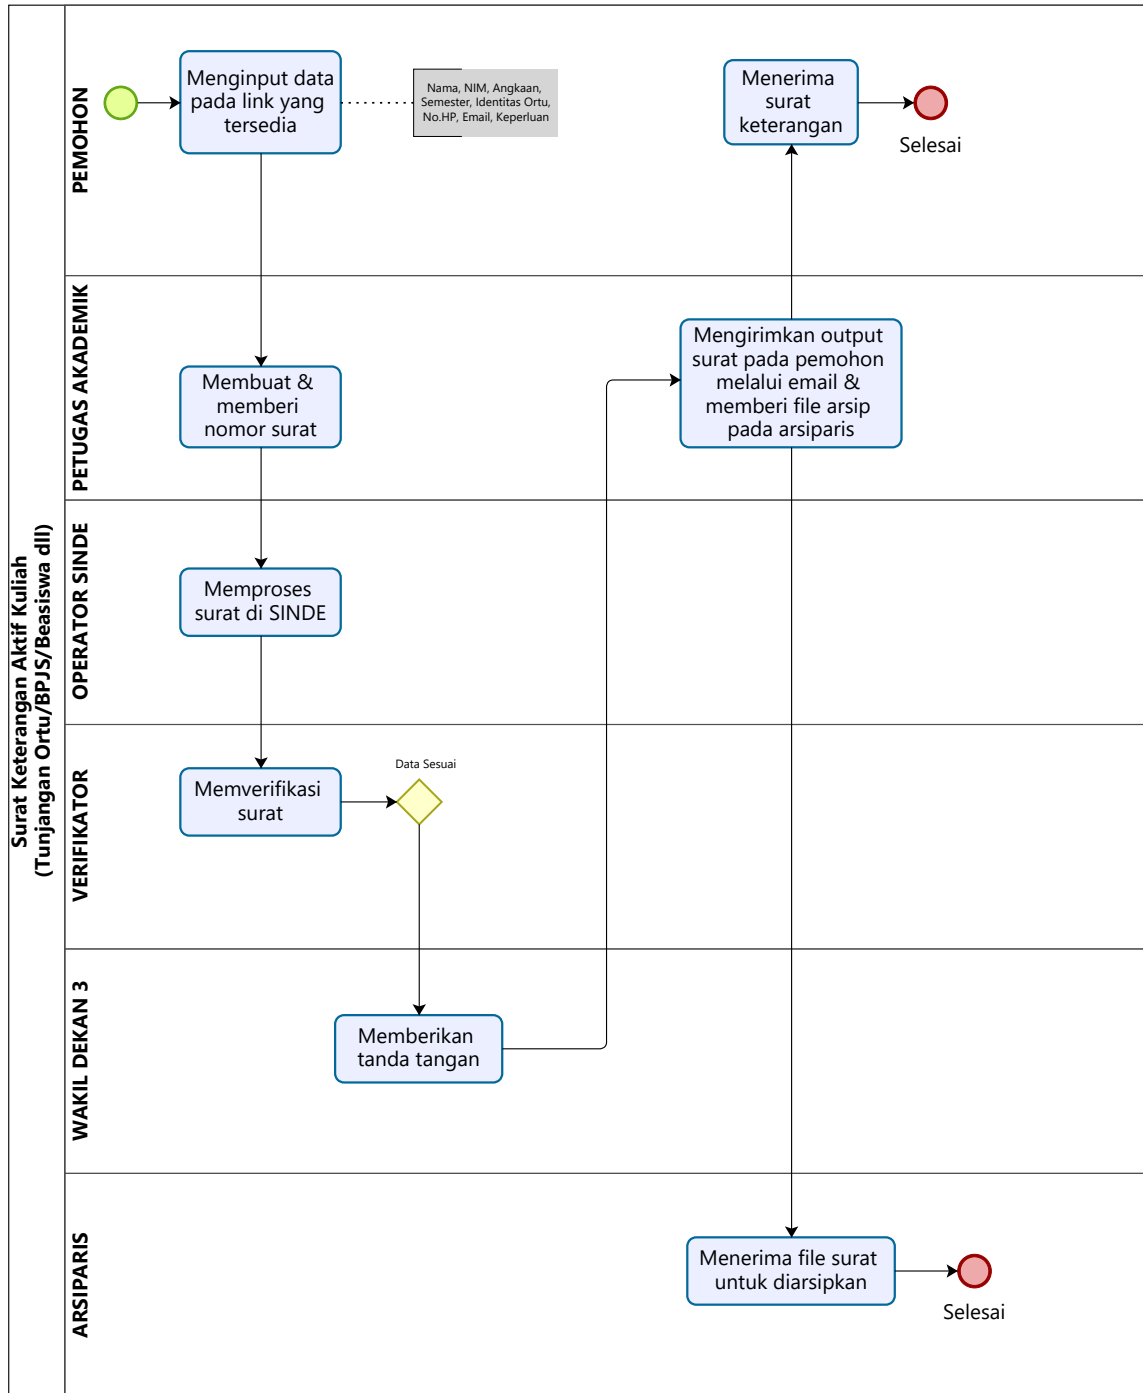 Surat Keterangan Aktif Kuliah
(Tunjangan Ortu/BPJS/Beasiswa dll)
PEMOHON
Menginput data
pada link yang
tersedia
Nama, NIM, Angkaan,
Semester, Identitas Ortu,
No.HP, Email, Keperluan
Menerima
surat
keterangan
Selesai
PETUGAS AKADEMIK
Membuat &
memberi
nomor surat
Mengirimkan output
surat pada pemohon
melalui email &
memberi file arsip
pada arsiparis
OPERATOR SINDE
Memproses
surat di SINDE
VERIFIKATOR
Memverifikasi
surat
Data Sesuai
WAKIL DEKAN 3
Memberikan
tanda tangan
ARSIPARIS
Menerima file surat
untuk diarsipkan
Selesai